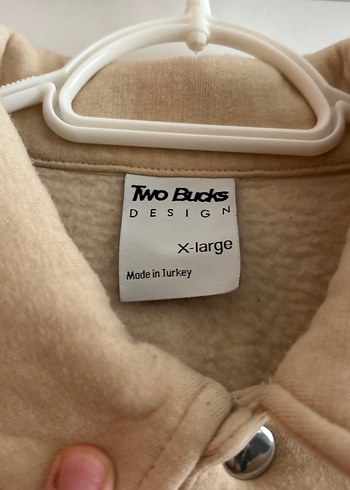 Two Bucks
DESIGN
X-large
Made in Turkey